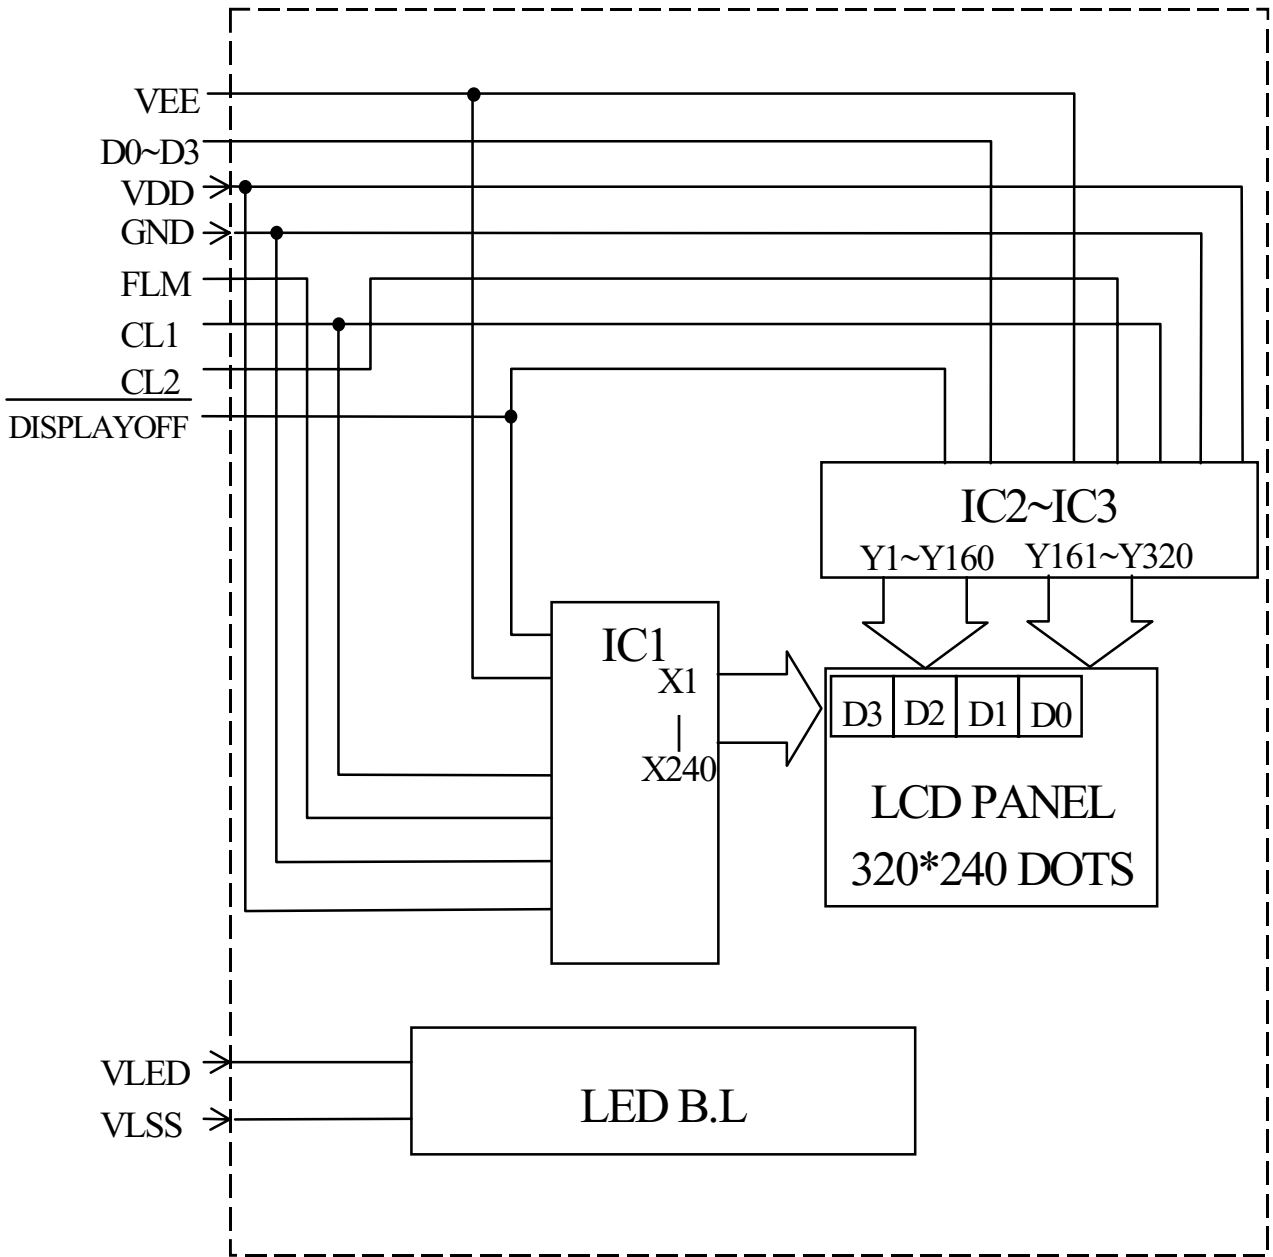 VEE
D0~D3
VDD
GND
FLM
CL1
CL2
DISPLAYOFF
IC2~IC3
Y1~Y160 Y161~Y320
IC1
X1
|
X240
D3 D2 D1 D0
LCD PANEL
320*240 DOTS
VLED
VLSS
LED B.L